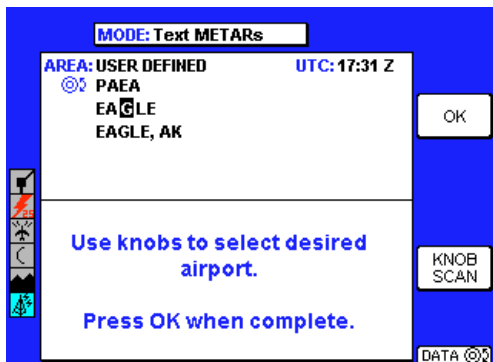 MODE: Text METARs
AREA: USER DEFINED UTC: 17:31 Z
PAEA
EAGLE
EAGLE, AK
OK
25
Use knobs to select desired
airport.
Press OK when complete.
KNOB
SCAN
DATA